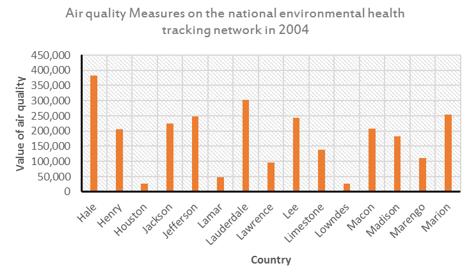 Air quality Measures on the national environmental health
tracking network in 2004
Value of air quality
450,000
400,000
350,000
300,000
250,000
200,000
150,000
100,000
50,000
0
Hale
Henry
Houston
Jackson
Jefferson
Lamar
Lauderdale
Lawrence
Lee
Limestone
Lowndes
Macon
Madison
Marengo
Marion
Country